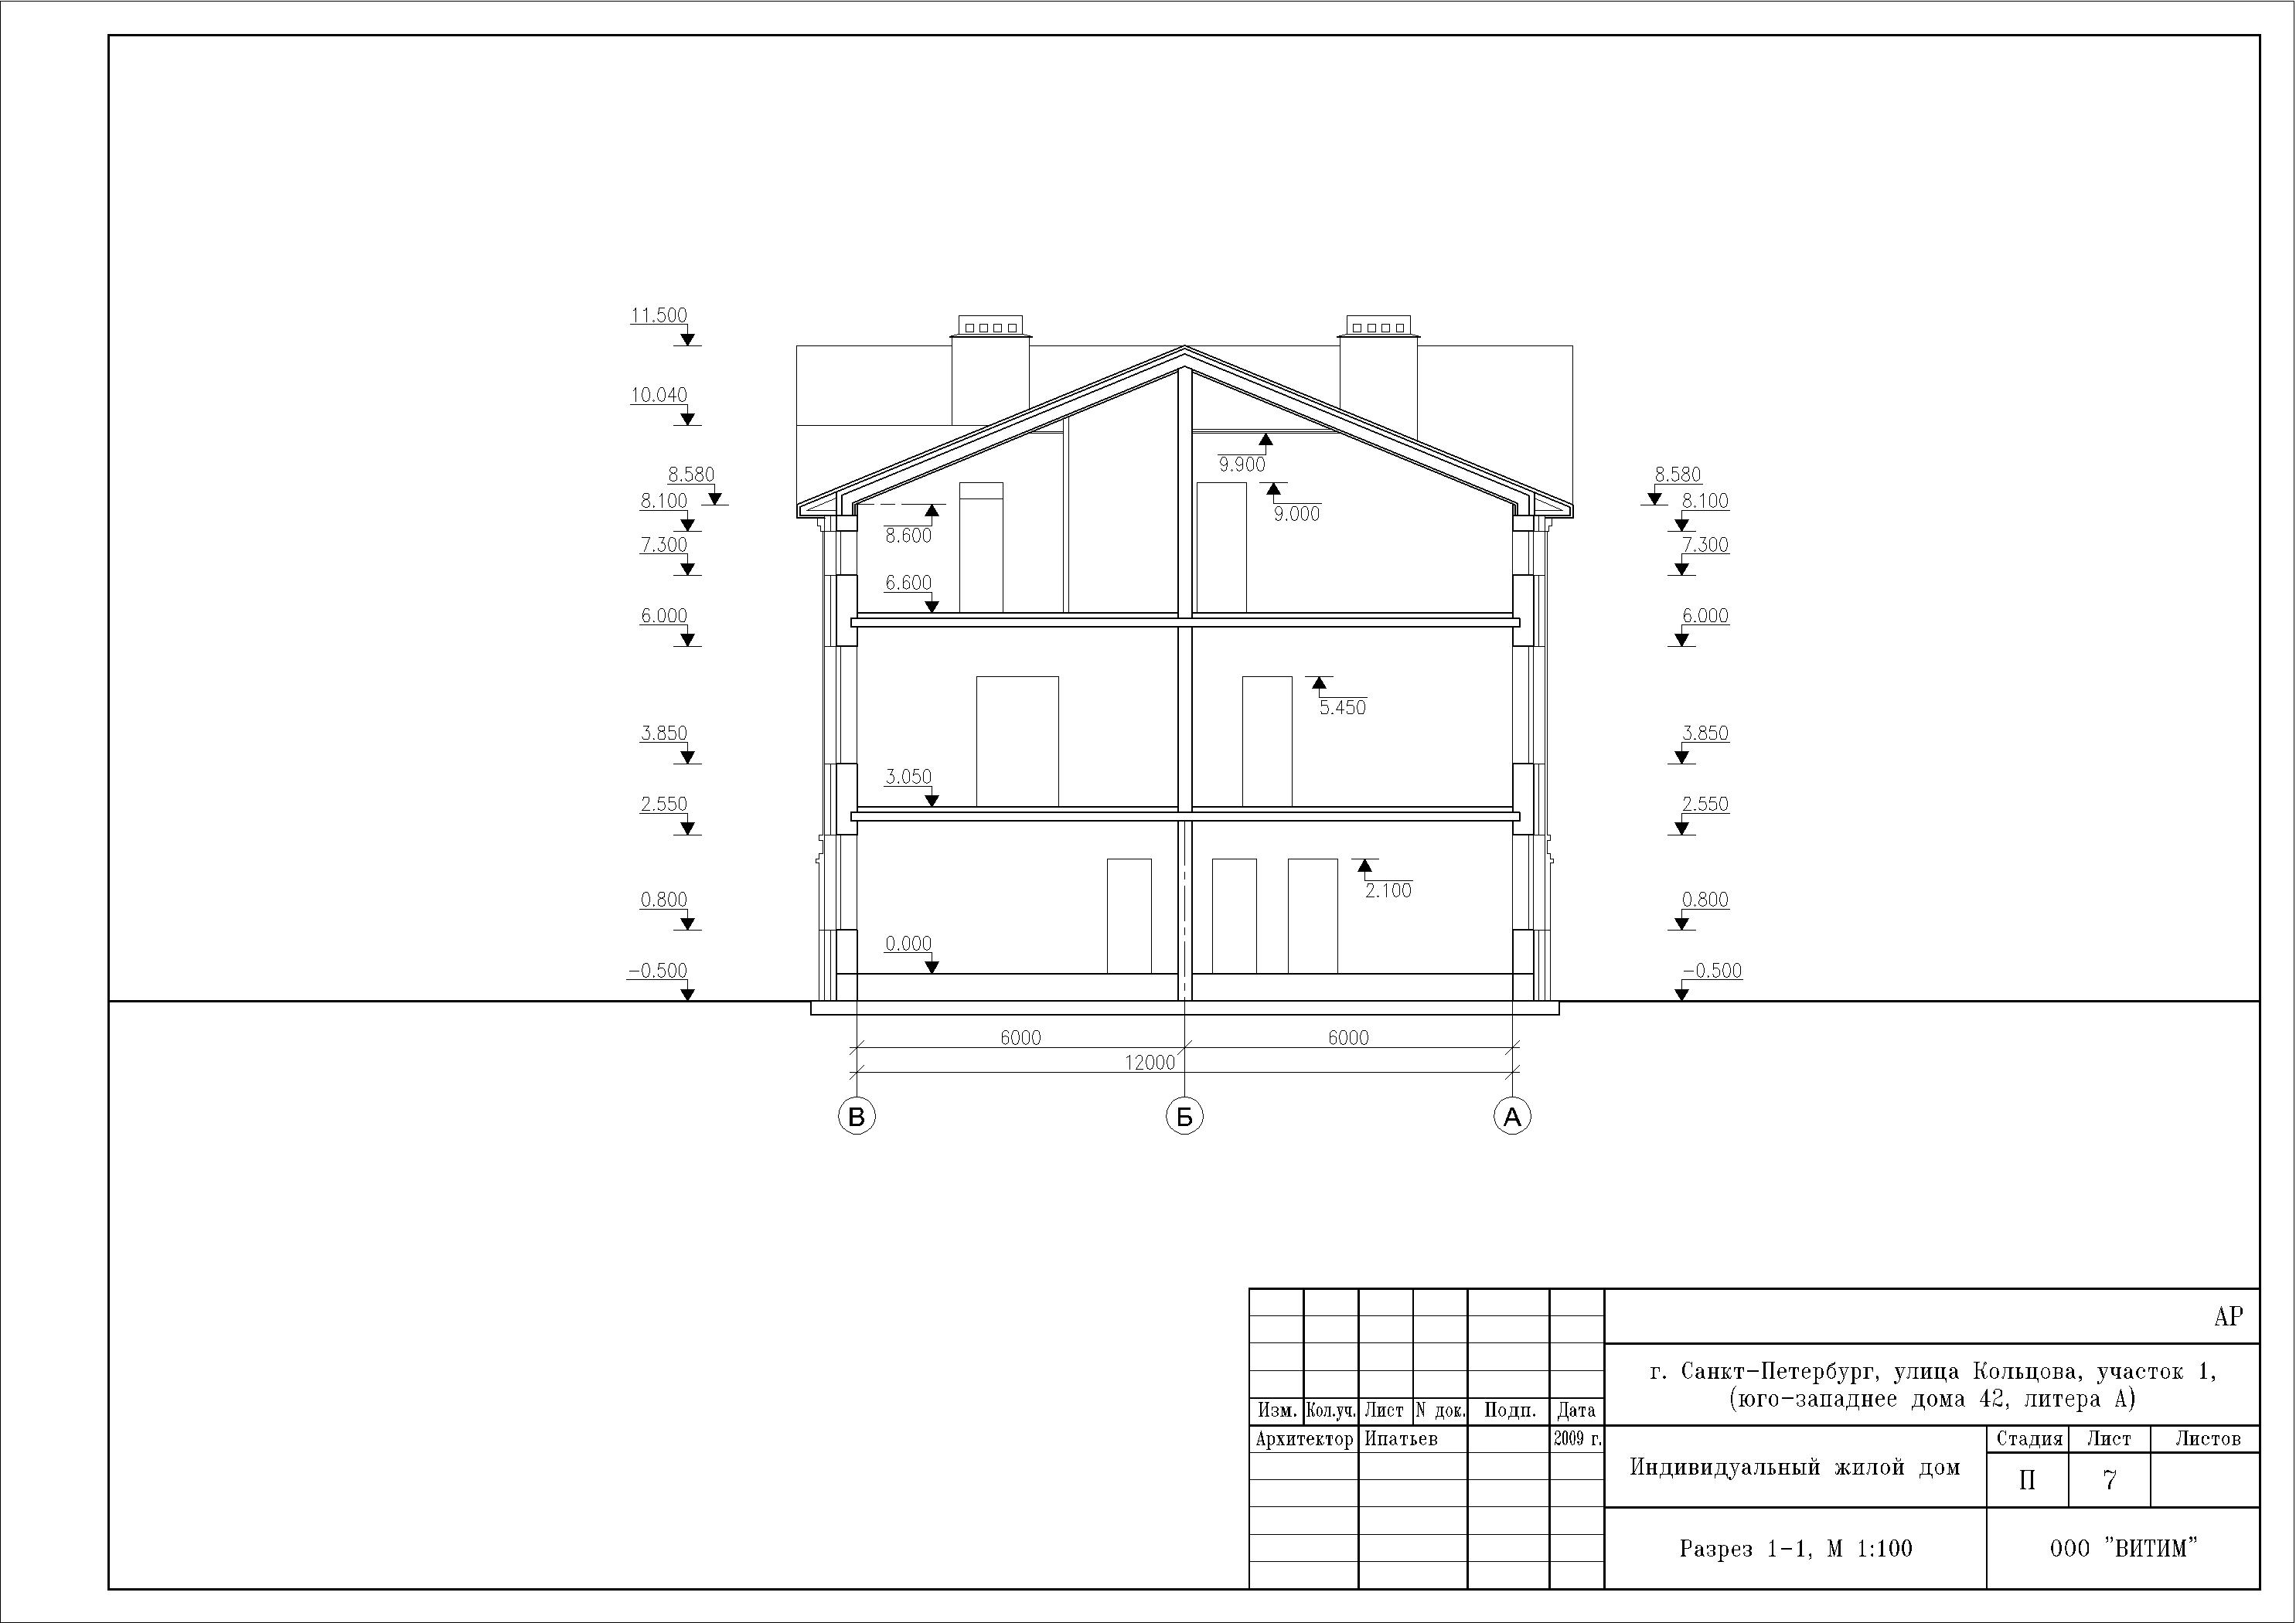 11.500
10.040
8.580
8.100
7.300
6.000
3.850
2.550
0.800
-0.500
9.900
9.000
8.600
6.600
5.450
3.050
2.100
0.000
8.580
8.100
7.300
6.000
3.850
2.550
0.800
-0.500
6000 6000
12000
В Б А
АР
г. Санкт-Петербург, улица Кольцова, участок 1,
(юго-западнее дома 42, литера А)
Изм. Кол.уч. Лист N док. Подп. Дата
Архитектор Ипатьев 2009 г.
Индивидуальный жилой дом
Стадия Лист Листов
П 7
Разрез 1-1, М 1:100
ООО "ВИТИМ"